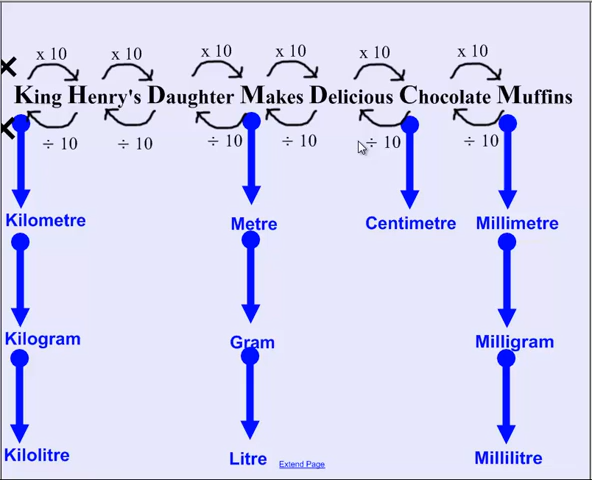 x 10 x 10 x 10 x 10 x 10 x 10
King Henry's Daughter Makes Delicious Chocolate Muffins
÷ 10 ÷ 10 ÷ 10 ÷ 10 ÷ 10 ÷ 10
Kilometre Metre Centimetre Millimetre
Kilogram Gram Milligram
Kilolitre Litre Millilitre
Extend Page